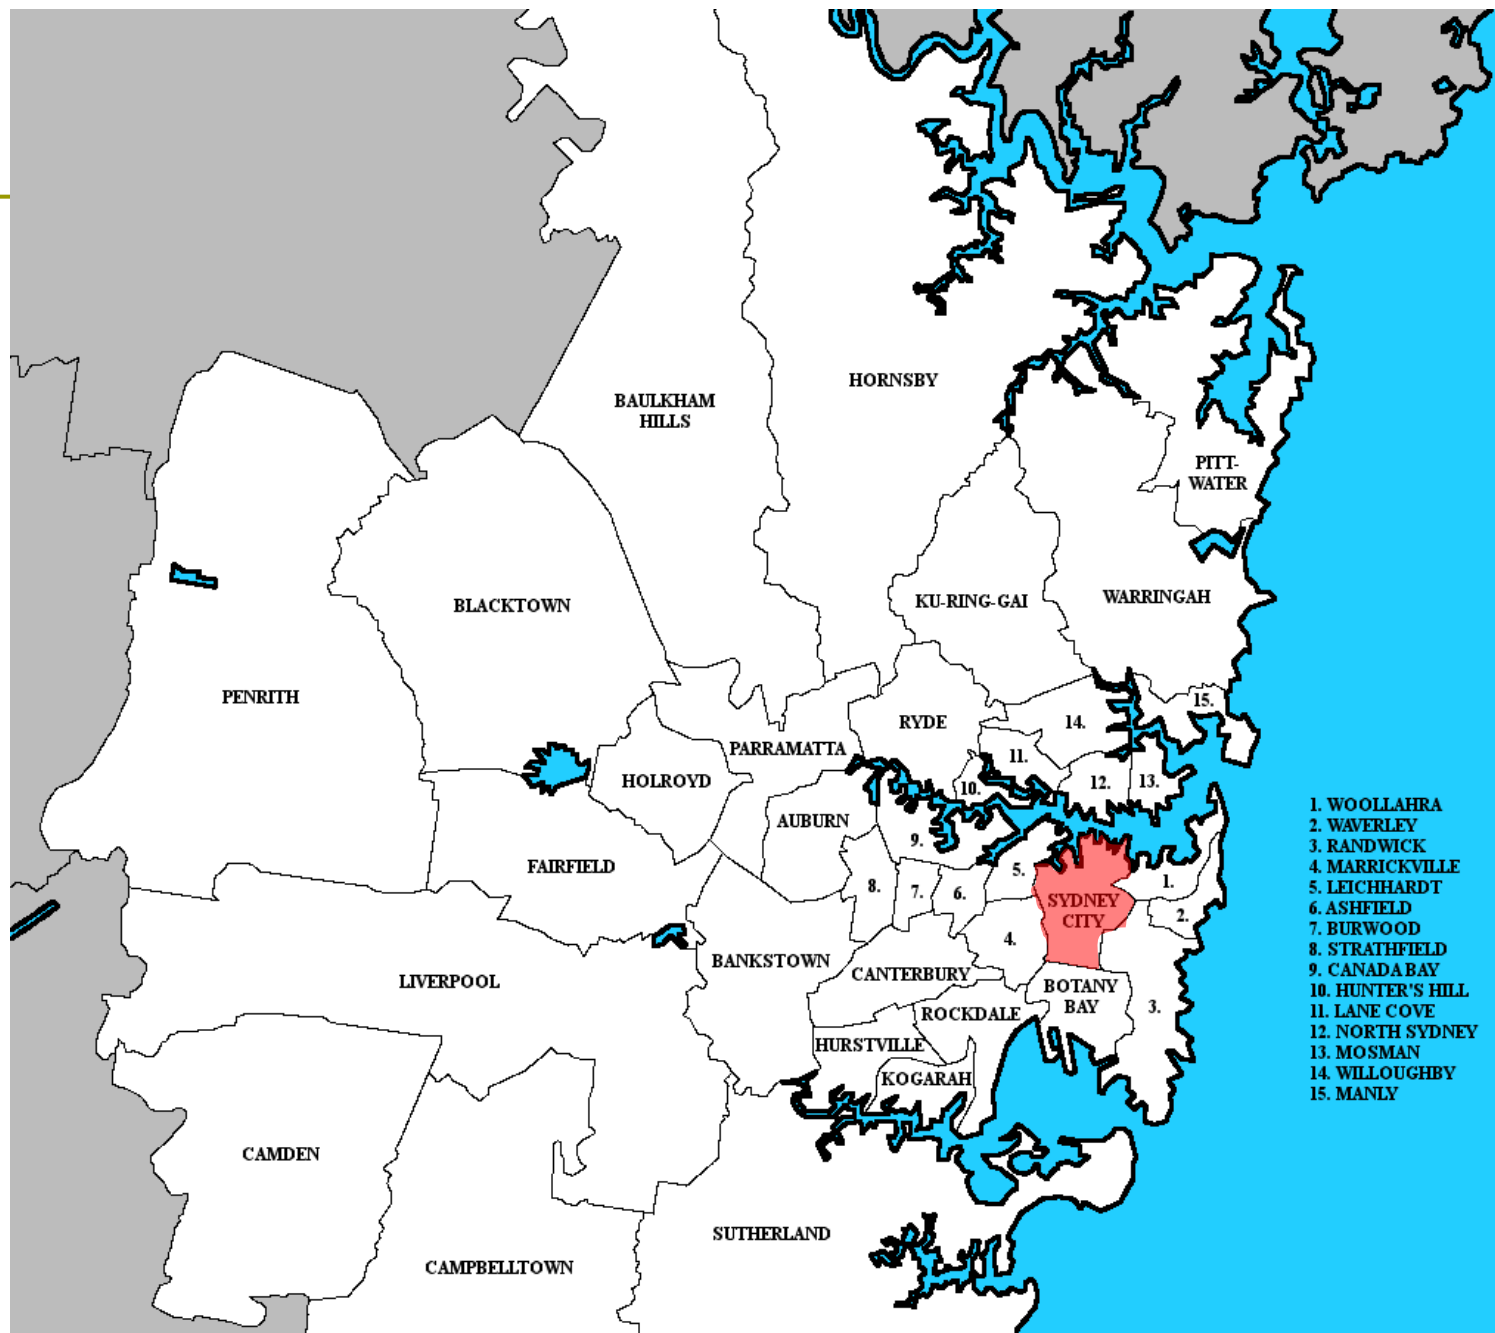 HORNSBY
BAULKHAM
HILLS
PITT-
WATER
KU-RING-GAI
WARRINGAH
BLACKTOWN
PENRITH
15.
RYDE
14.
PARRAMATTA
11.
HOLROYD
10.
12.
13.
AUBURN
9.
FAIRFIELD
5.
8.
7.
6.
1.
SYDNEY
CITY
2.
4.
BANKSTOWN
CANTERBURY
LIVERPOOL
BOTANY
BAY
3.
ROCKDALE
HURSTVILLE
KOGARAH
CAMDEN
SUTHERLAND
CAMPBELLTOWN
1. WOOLLAHRA
2. WAVERLEY
3. RANDWICK
4. MARRICKVILLE
5. LEICHHARDT
6. ASHFIELD
7. BURWOOD
8. STRATHFIELD
9. CANADA BAY
10. HUNTER'S HILL
11. LANE COVE
12. NORTH SYDNEY
13. MOSMAN
14. WILLOUGHBY
15. MANLY